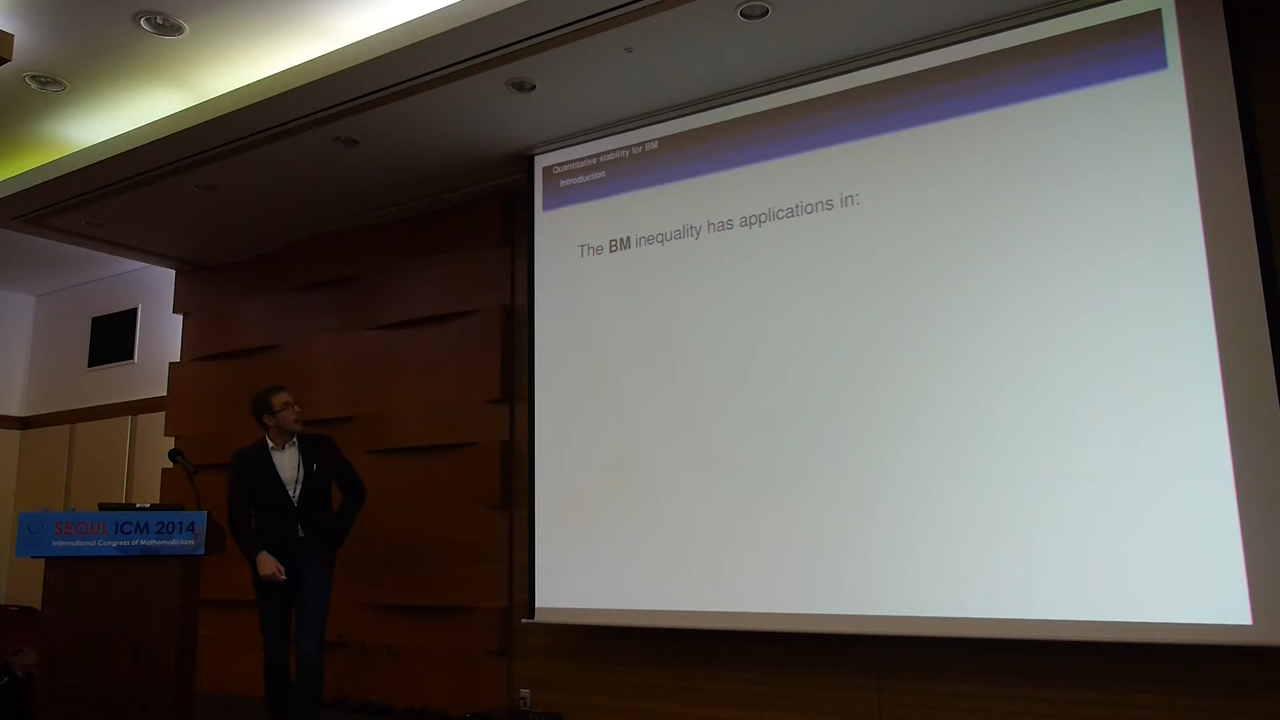 Quantitative stability for BM
Introduction
The BM inequality has applications in:
SEOUL ICM 2014
International Congress of Mathematicians